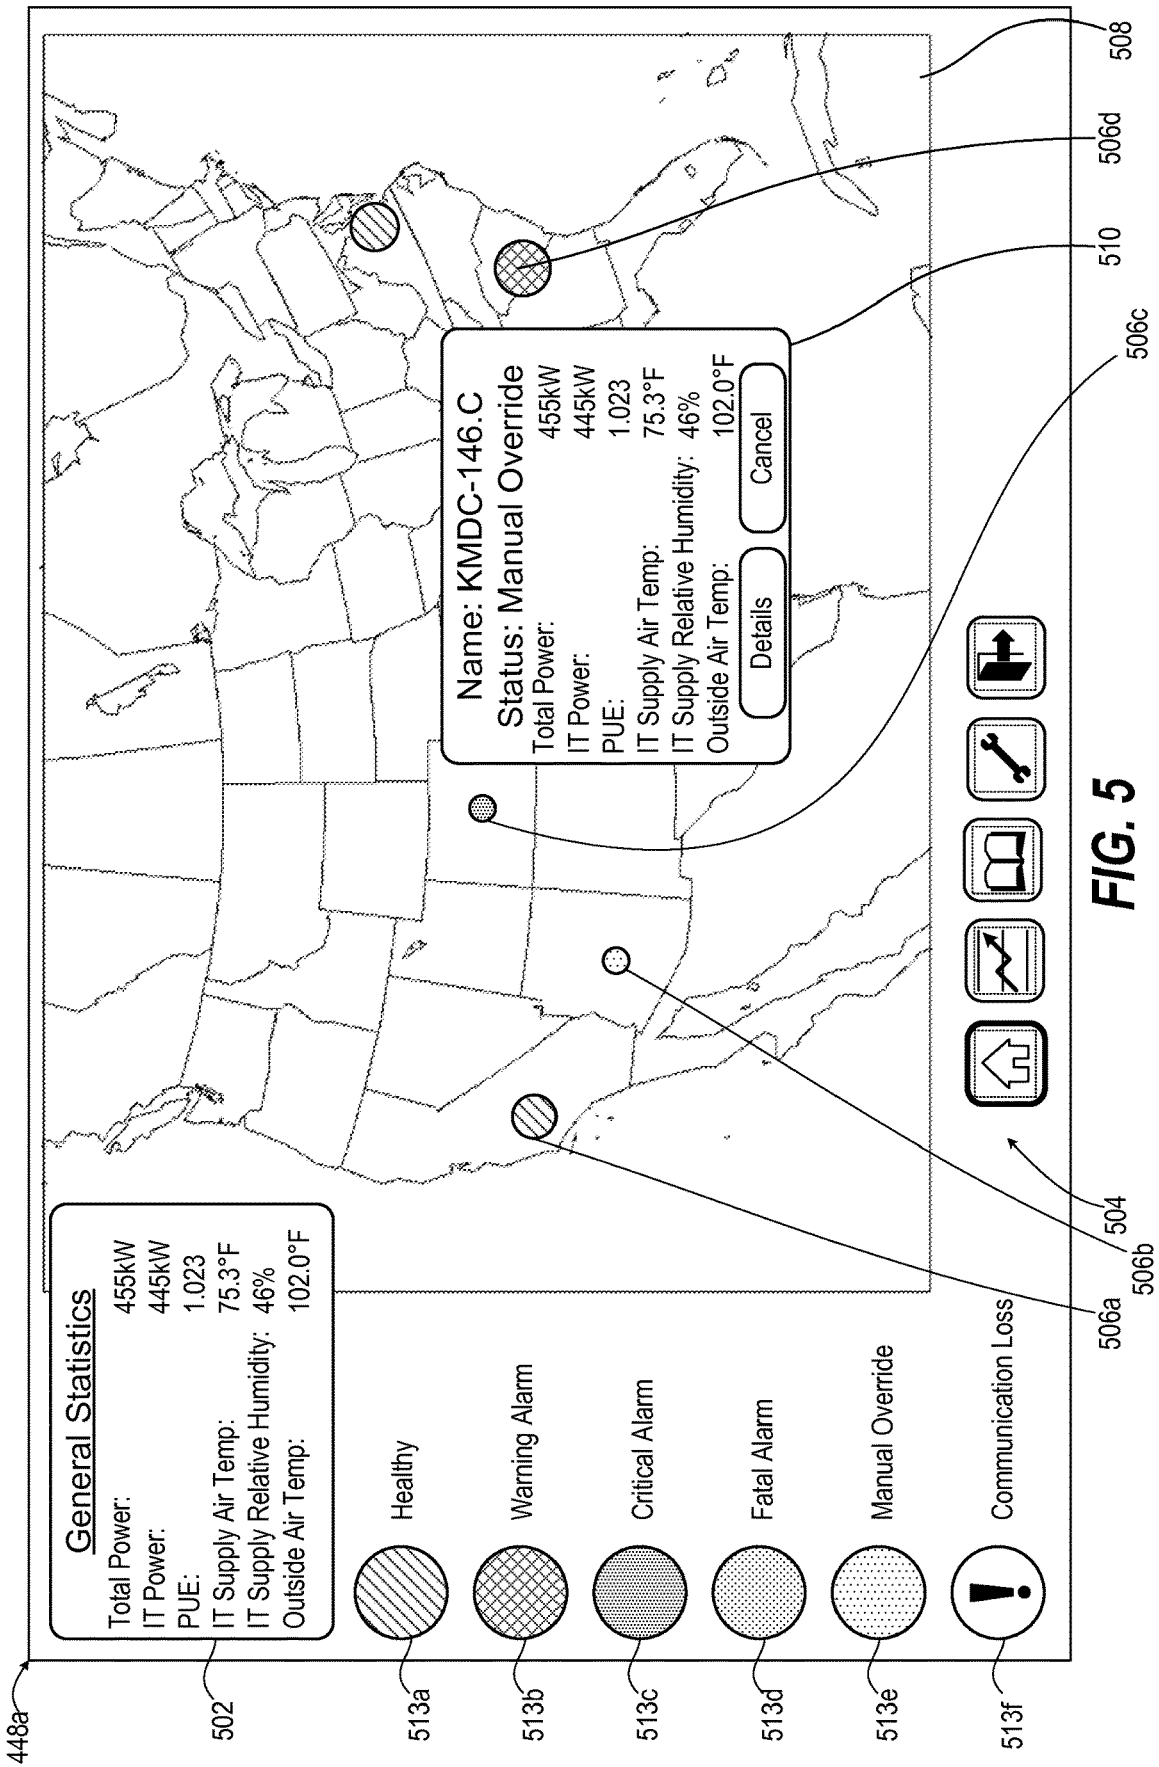 448a
General Statistics
Total Power: 455kW
IT Power: 445kW
PUE: 1.023
IT Supply Air Temp: 75.3°F
IT Supply Relative Humidity: 46%
Outside Air Temp: 102.0°F
502
Name: KMDC-146.C
Status: Manual Override
Total Power: 455kW
IT Power: 445kW
PUE: 1.023
IT Supply Air Temp: 75.3°F
IT Supply Relative Humidity: 46%
Outside Air Temp: 102.0°F
Details Cancel
513a Healthy
513b Warning Alarm
513c Critical Alarm
513d Fatal Alarm
513e Manual Override
513f ! Communication Loss
506a
506b
504
506c
510
506d
508
FIG. 5